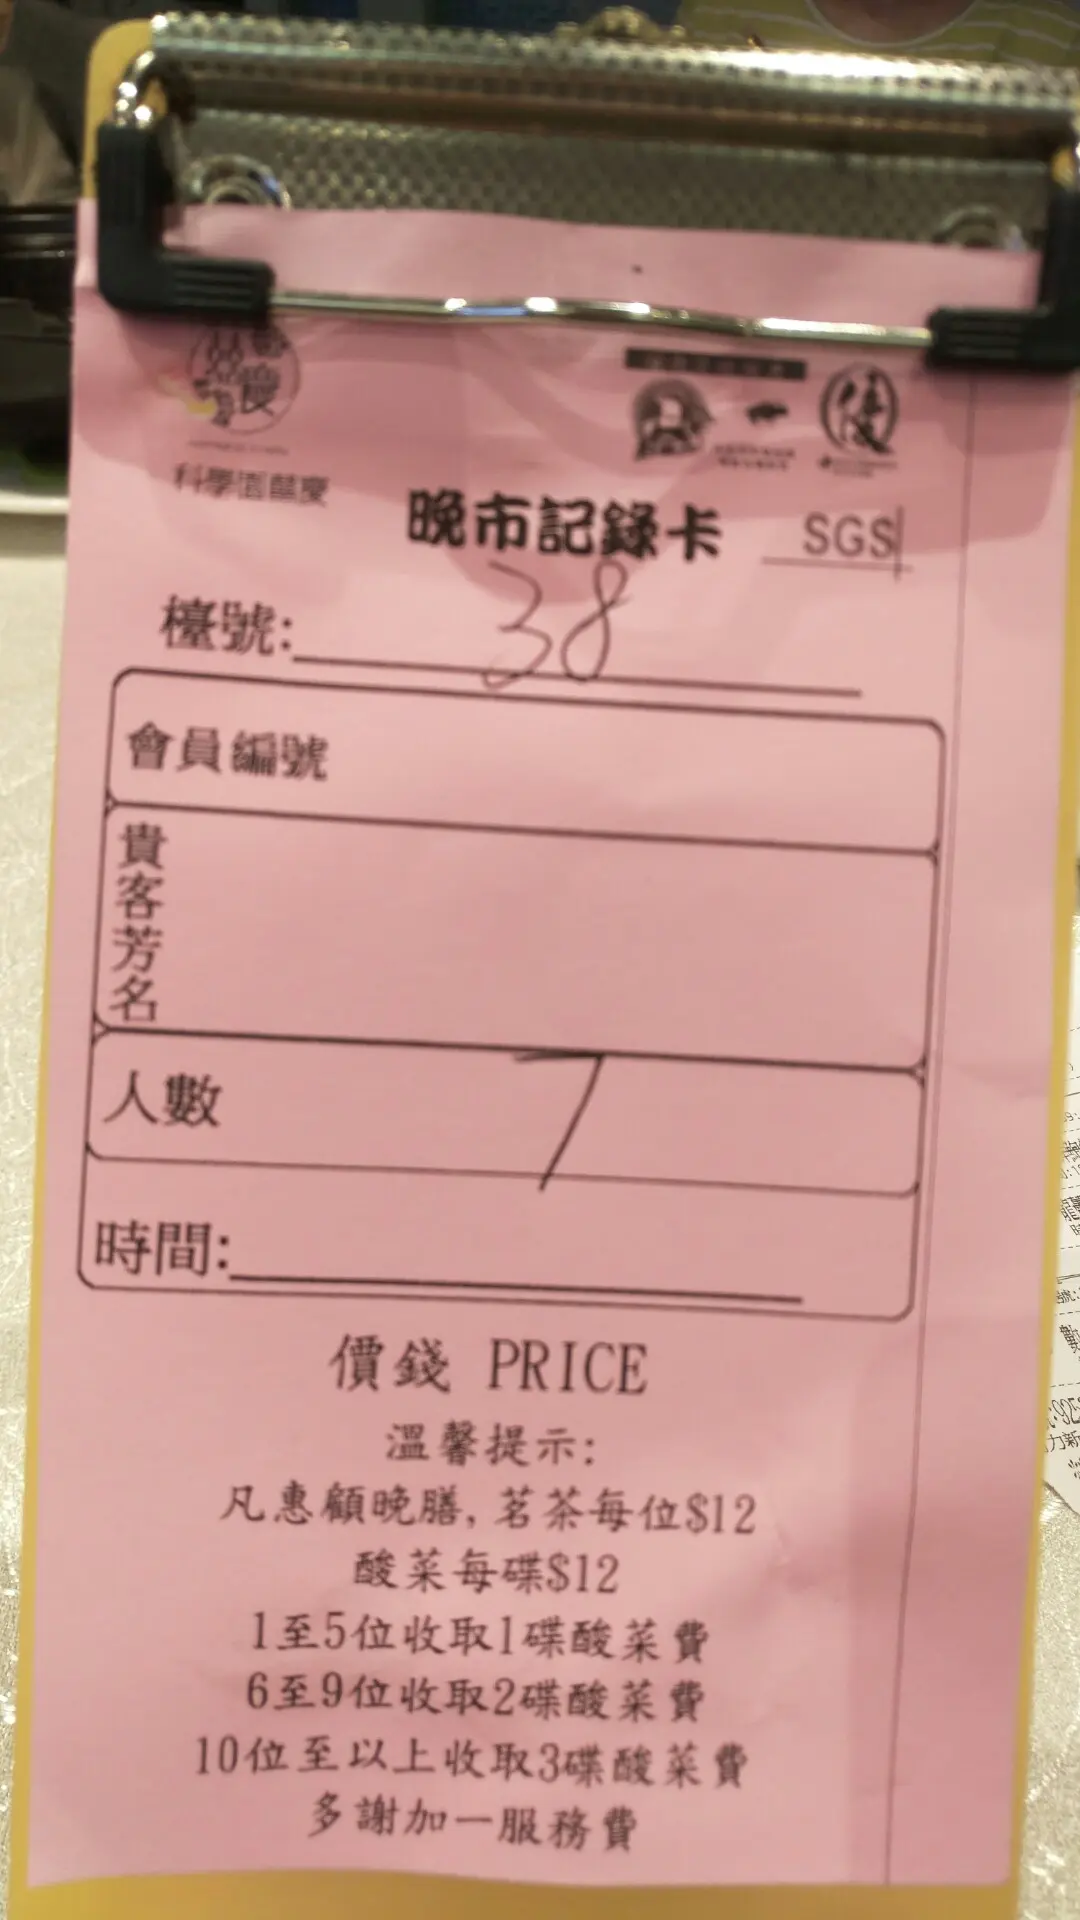 科學園囍慶
晚市記錄卡 SGS
檯號: 38
會員編號
貴客芳名
人數 7
時間:
價錢 PRICE
溫馨提示:
凡惠顧晚膳, 茗茶每位$12
酸菜每碟$12
1至5位收取1碟酸菜費
6至9位收取2碟酸菜費
10位至以上收取3碟酸菜費
多謝加一服務費